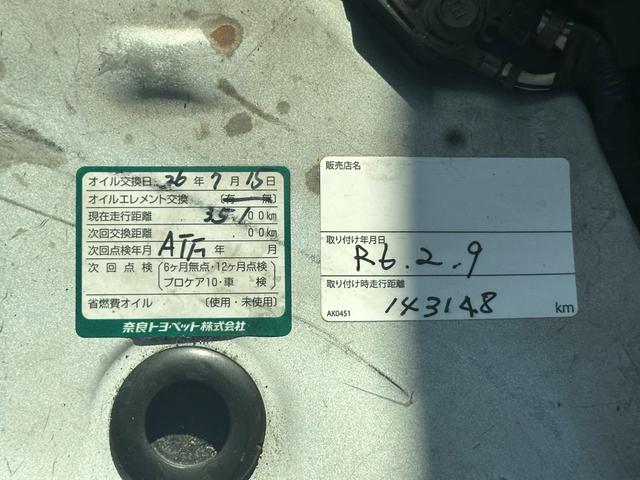 オイル交換日 26年7月15日
オイルエレメント交換 (有・無)
現在走行距離 35.100km
次回交換距離 .00km
次回点検年月 ATF 年 月
次回点検 (6ヶ月無点・12ヶ月点検
プロケア10・車検)
省燃費オイル (使用・未使用)
奈良トヨペット株式会社
販売店名
取り付け年月日
R6.2.9
取り付け時走行距離
143148 km
AK0451